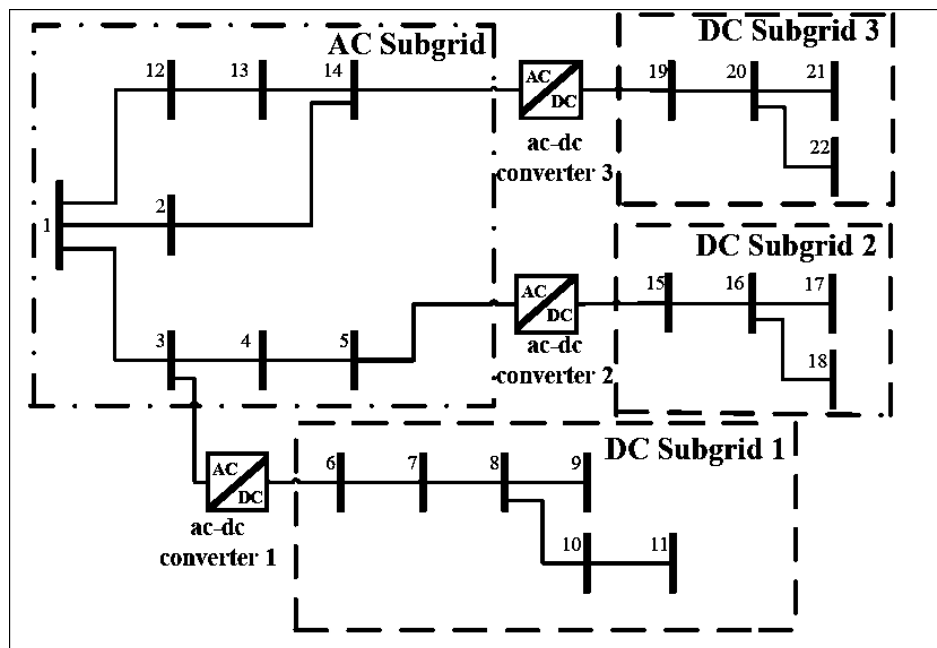 AC Subgrid
DC Subgrid 3
12
13
14
AC
DC
19
20
21
ac-dc
converter 3
22
1
2
DC Subgrid 2
AC
DC
15
16
17
3
4
5
ac-dc
converter 2
18
DC Subgrid 1
AC
DC
6
7
8
9
ac-dc
converter 1
10
11